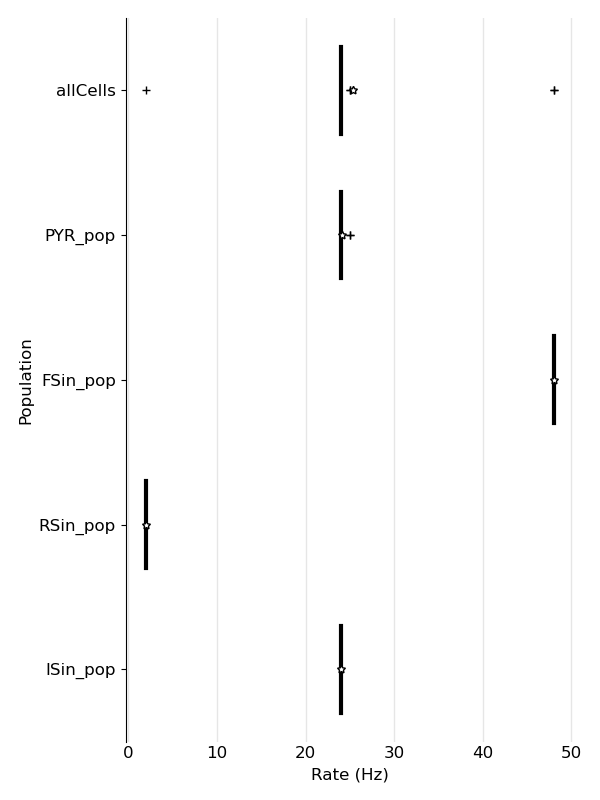 allCells
PYR_pop
FSin_pop
RSin_pop
ISin_pop
Population
0 10 20 30 40 50
Rate (Hz)